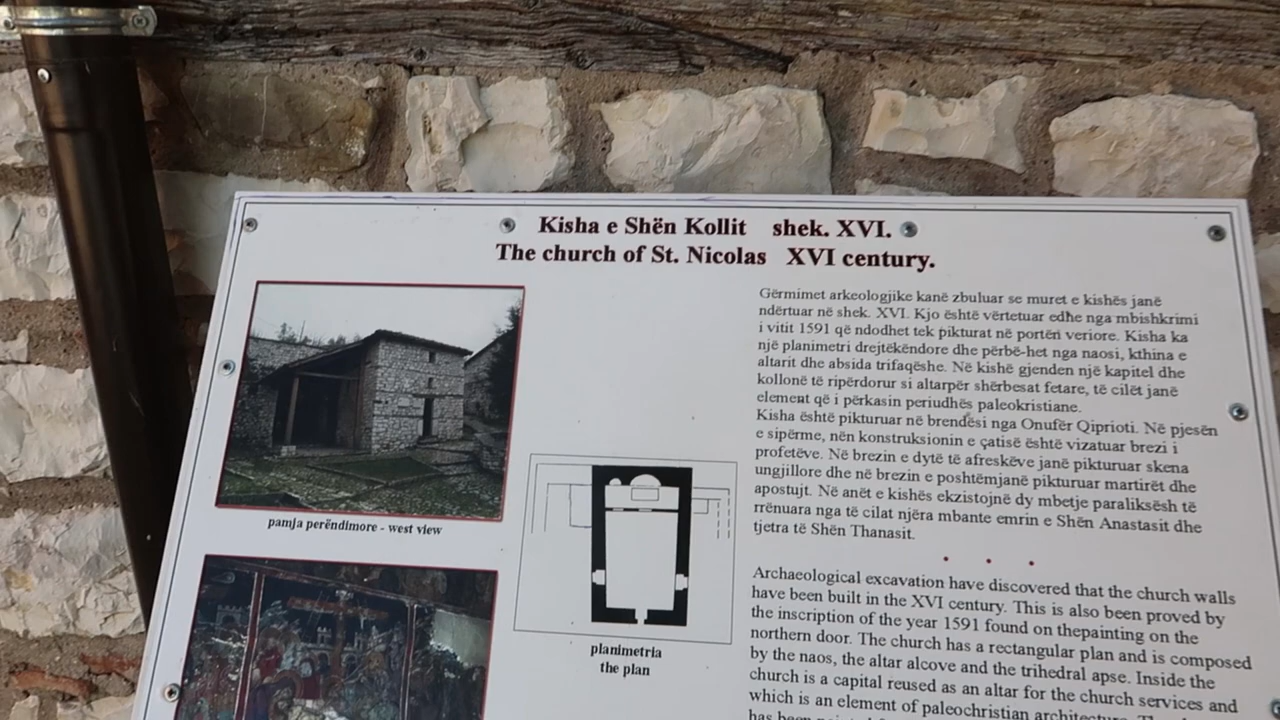 Kisha e Shën Kollit shek. XVI.
The church of St. Nicolas XVI century.
Gërmimet arkeologjike kanë zbuluar se muret e kishës janë
ndërtuar në shek. XVI. Kjo është vërtetuar edhe nga mbishkrimi
i vitit 1591 që ndodhet tek pikturat në portën veriore. Kisha ka
një planimetri drejtëkëndore dhe përbë-het nga naosi, kthina e
altarit dhe absida trifaqëshe. Në kishë gjenden një kapitel dhe
kollonë të ripërdorur si altarpër shërbesat fetare, të cilët janë
element që i përkasin periudhës paleokristiane.
Kisha është pikturuar në brendësi nga Onufër Qiprioti. Në pjesën
e sipërme, nën konstruksionin e çatisë është vizatuar brezi i
profetëve. Në brezin e dytë të afreskëve janë pikturuar skena
ungjillore dhe në brezin e poshtëmjanë pikturuar martirët dhe
apostujt. Në anët e kishës ekzistojnë dy mbetje paraliksësh të
rrënuara nga të cilat njëra mbante emrin e Shën Anastasit dhe
tjetra të Shën Thanasit.
pamja perëndimore - west view
planimetria
the plan
Archaeological excavation have discovered that the church walls
have been built in the XVI century. This is also been proved by
the inscription of the year 1591 found on thepainting on the
northern door. The church has a rectangular plan and is composed
by the naos, the altar alcove and the trihedral apse. Inside the
church is a capital reused as an altar for the church services and
which is an element of paleochristian architecture.
has been